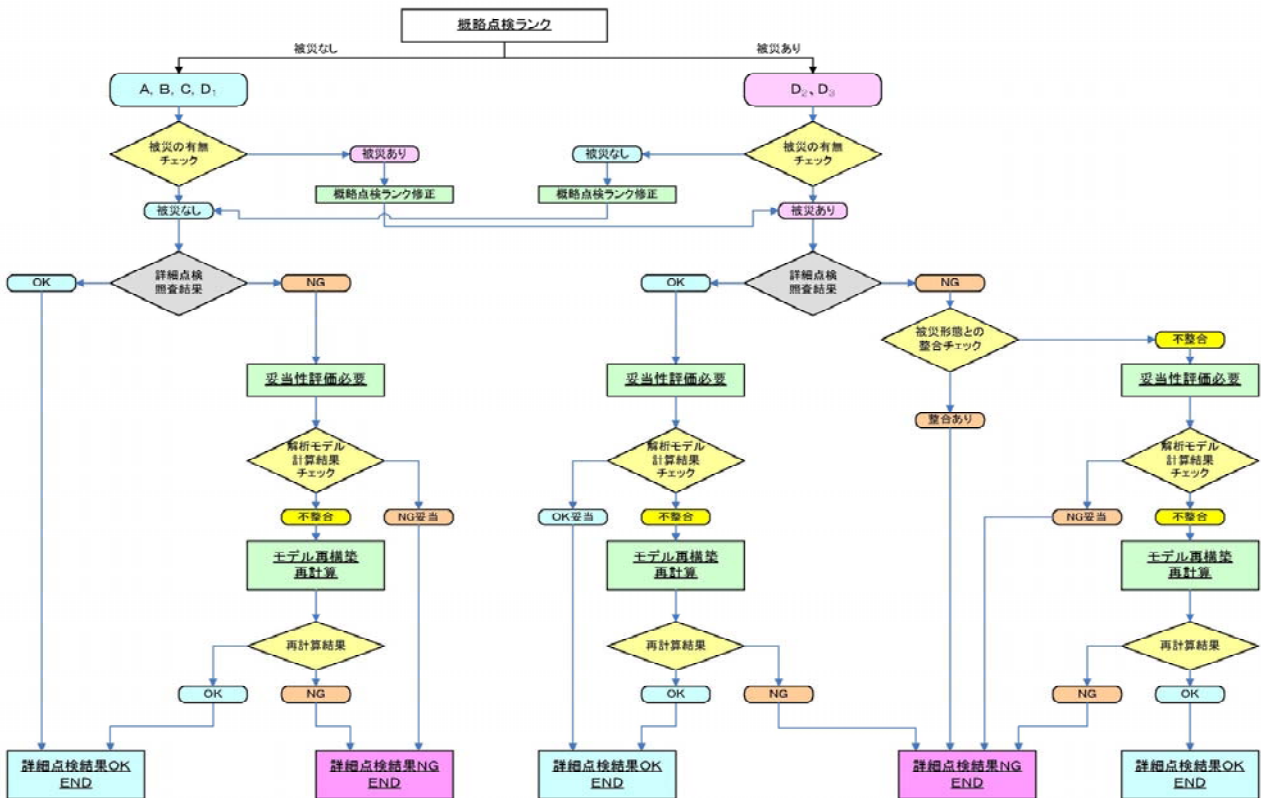 概略点検ランク
被災なし
被災あり
A, B, C, D₁
D₂、D₃
被災の有無
チェック
被災あり
被災なし
被災の有無
チェック
概略点検ランク修正
概略点検ランク修正
被災なし
被災あり
OK
詳細点検
照査結果
NG
OK
詳細点検
照査結果
NG
被災形態との
整合チェック
不整合
妥当性評価必要
妥当性評価必要
妥当性評価必要
整合あり
解析モデル
計算結果
チェック
解析モデル
計算結果
チェック
解析モデル
計算結果
チェック
不整合
NG妥当
OK妥当
不整合
NG妥当
不整合
モデル再構築
再計算
モデル再構築
再計算
モデル再構築
再計算
再計算結果
再計算結果
再計算結果
OK
NG
OK
NG
NG
OK
詳細点検結果OK
END
詳細点検結果NG
END
詳細点検結果OK
END
詳細点検結果NG
END
詳細点検結果OK
END